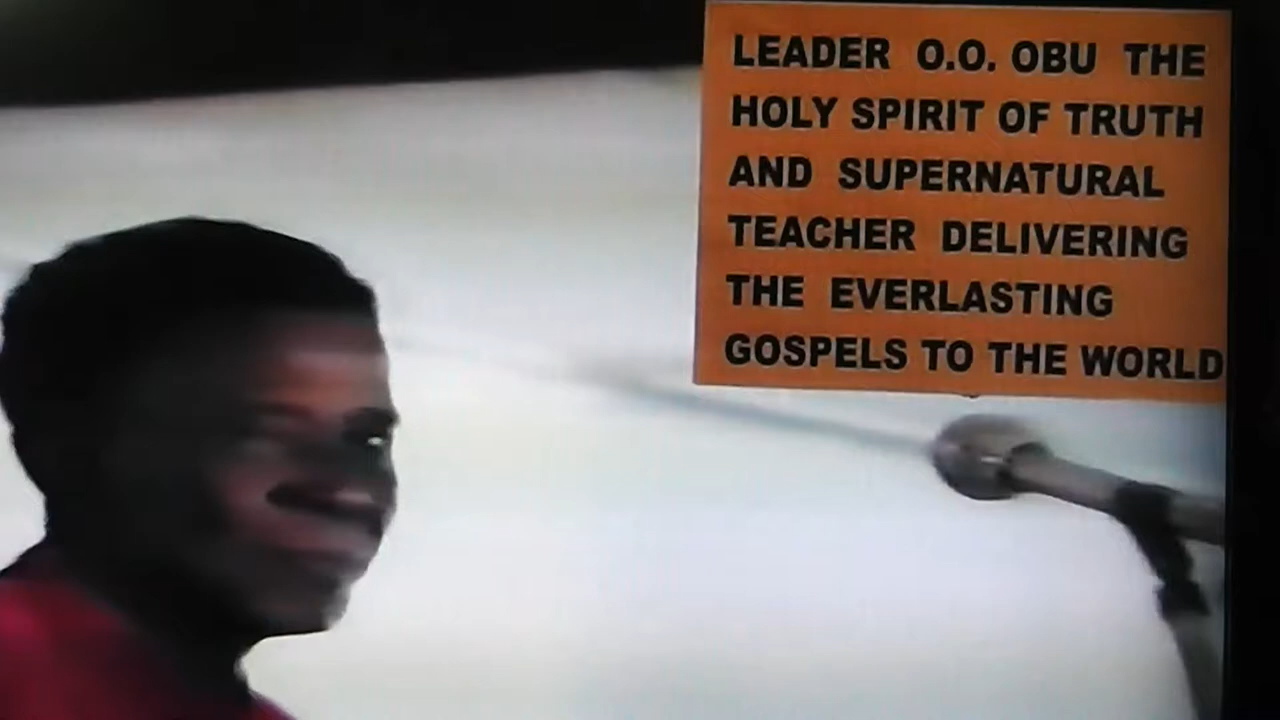 LEADER O.O. OBU THE
HOLY SPIRIT OF TRUTH
AND SUPERNATURAL
TEACHER DELIVERING
THE EVERLASTING
GOSPELS TO THE WORLD